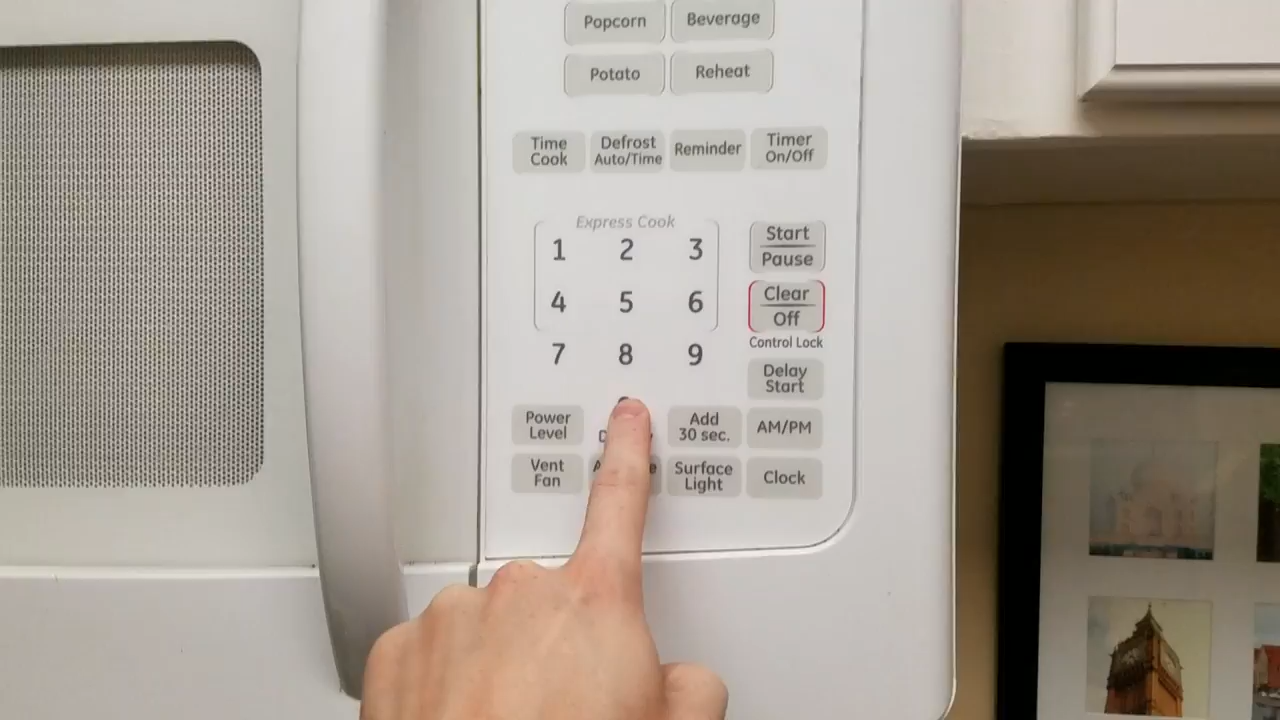 Popcorn
Beverage
Potato
Reheat
Time
Cook
Defrost
Auto/Time
Reminder
Timer
On/Off
Express Cook
1 2 3
4 5 6
7 8 9
Start
Pause
Clear
Off
Control Lock
Delay
Start
Power
Level
Add
30 sec.
AM/PM
Vent
Fan
Surface
Light
Clock